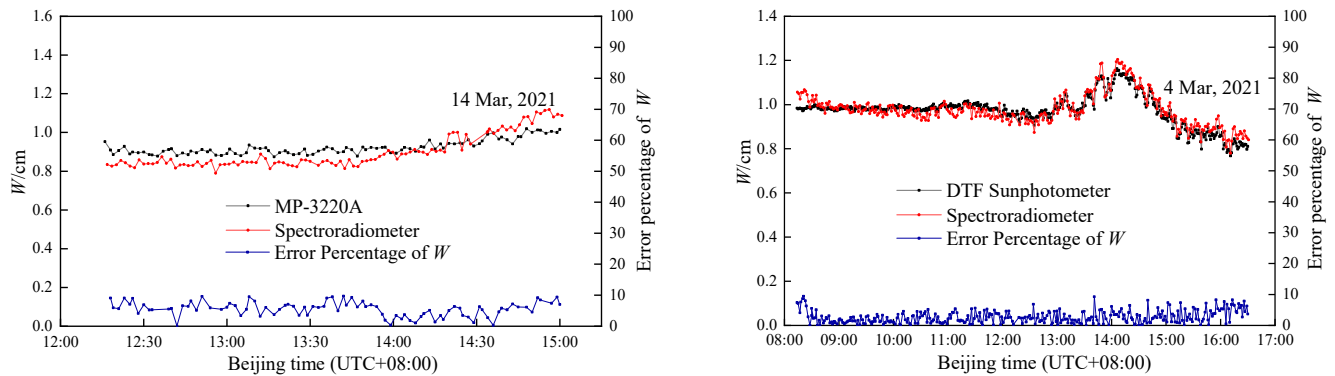 1.6
1.4
1.2
1.0
0.8
0.6
0.4
0.2
0.0
W/cm
100
90
80
70
60
50
40
30
20
10
0
Error percentage of W
14 Mar, 2021
MP-3220A
Spectroradiometer
Error Percentage of W
12:00 12:30 13:00 13:30 14:00 14:30 15:00
Beijing time (UTC+08:00)
1.4
1.2
1.0
0.8
0.6
0.4
0.2
0.0
W/cm
100
90
80
70
60
50
40
30
20
10
0
Error percentage of W
4 Mar, 2021
DTF Sunphotometer
Spectroradiometer
Error Percentage of W
08:00 09:00 10:00 11:00 12:00 13:00 14:00 15:00 16:00 17:00
Beijing time (UTC+08:00)